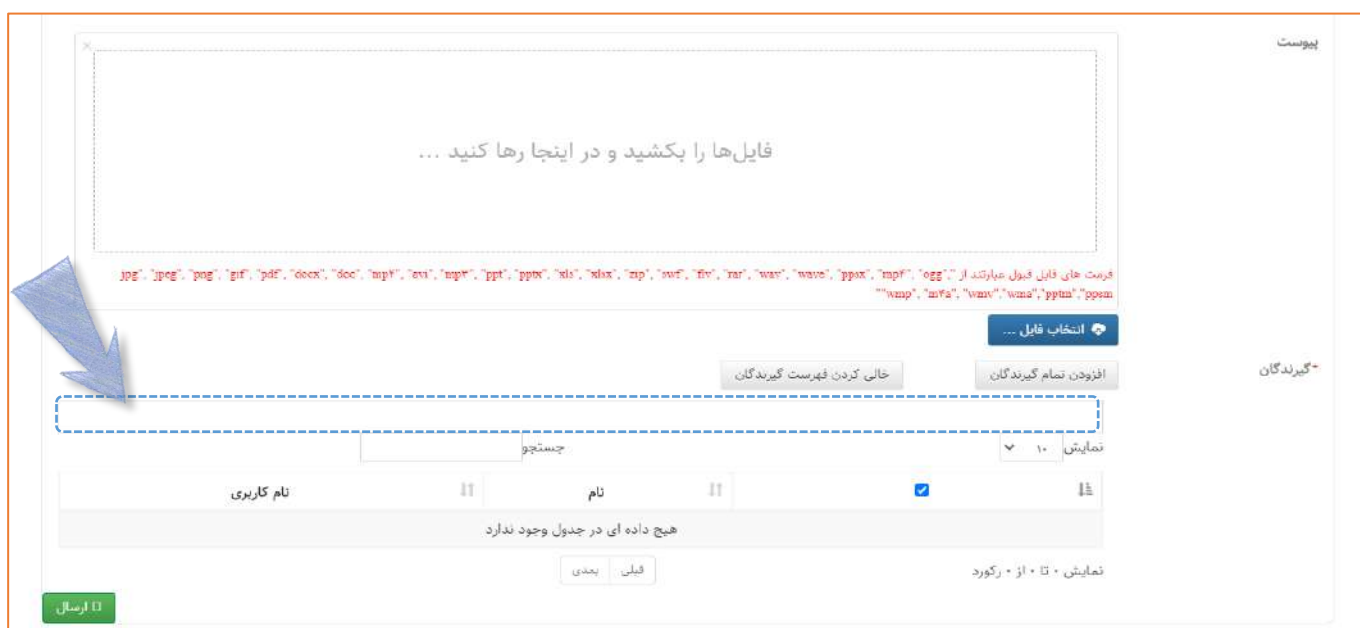 پیوست
×
فایل‌ها را بکشید و در اینجا رها کنید ...
فرمت های فایل قبول عبارتند از "jpg", "jpeg", "png", "gif", "pdf", "docx", "doc", "mp۴", "avi", "mp۳", "ppt", "pptx", "xls", "xlsx", "zip", "swf", "flv", "rar", "wav", "wave", "ppsx", "mp۴", "ogg",
"wmp", "m۴a", "wmv","wma","pptm","ppsm"
انتخاب فایل ...
*گیرندگان
افزودن تمام گیرندگان
خالی کردن فهرست گیرندگان
نمایش ۱۰
جستجو
نام
نام کاربری
هیچ داده ای در جدول وجود ندارد
نمایش ۰ تا ۰ از ۰ رکورد
قبلی بعدی
ارسال